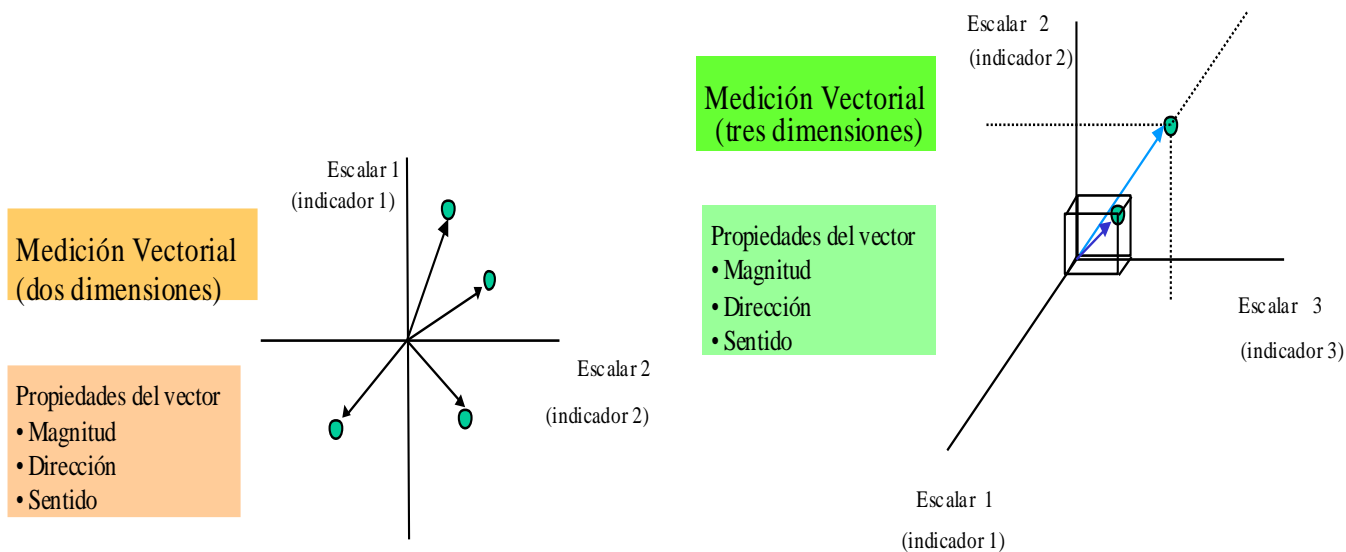 Medición Vectorial
(dos dimensiones)
Propiedades del vector
• Magnitud
• Dirección
• Sentido
Escalar 1
(indicador 1)
Escalar 2
(indicador 2)
Medición Vectorial
(tres dimensiones)
Propiedades del vector
• Magnitud
• Dirección
• Sentido
Escalar 2
(indicador 2)
Escalar 3
(indicador 3)
Escalar 1
(indicador 1)